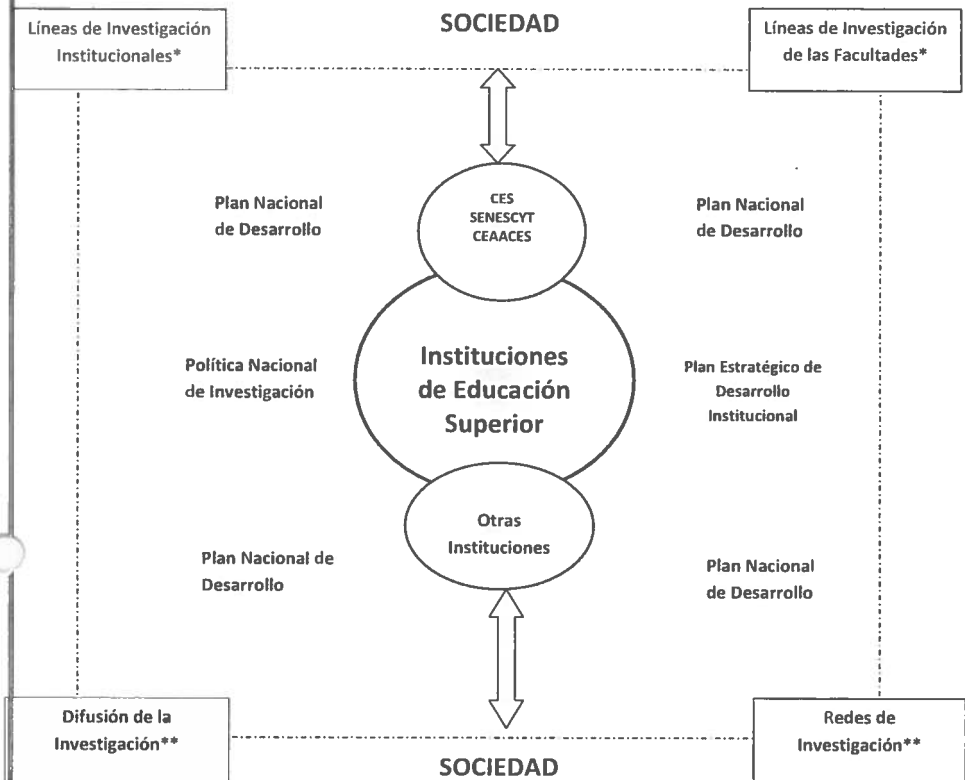 SOCIEDAD
Líneas de Investigación
Institucionales*
Líneas de Investigación
de las Facultades*
CES
SENESCYT
CEAACES
Plan Nacional
de Desarrollo
Plan Nacional
de Desarrollo
Instituciones
de Educación
Superior
Política Nacional
de Investigación
Plan Estratégico de
Desarrollo
Institucional
Otras
Instituciones
Plan Nacional de
Desarrollo
Plan Nacional
de Desarrollo
Difusión de la
Investigación**
Redes de
Investigación**
SOCIEDAD